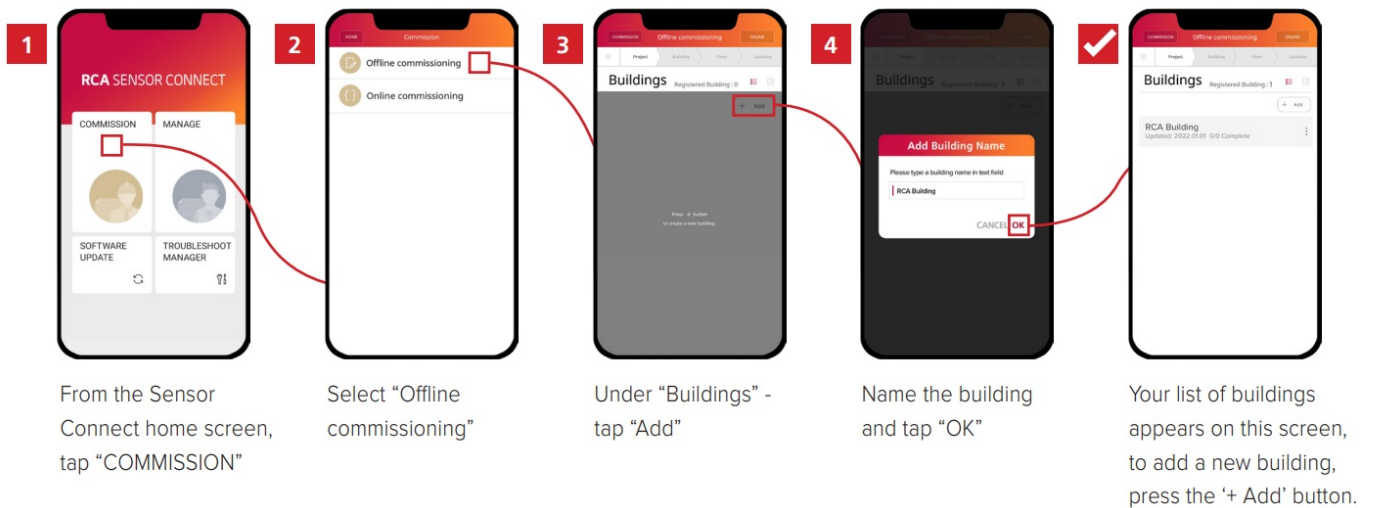 1
RCA SENSOR CONNECT
COMMISSION
MANAGE
SOFTWARE
UPDATE
TROUBLESHOOT
MANAGER
From the Sensor
Connect home screen,
tap “COMMISSION”
2
HOME
Commission
Offline commissioning
Online commissioning
Select “Offline
commissioning”
3
COMMISSION
Offline commissioning
ONLINE
Project
Building
Floor
Location
Buildings
Registered Building : 0
+ Add
Press + button
to create a new building.
Under “Buildings” -
tap “Add”
4
Offline commissioning
Buildings
Add Building Name
Please type a building name in text field
RCA Building
CANCEL
OK
Name the building
and tap “OK”
COMMISSION
Offline commissioning
ONLINE
Project
Building
Floor
Location
Buildings
Registered Building : 1
+ Add
RCA Building
Updated: 2022.01.01 0/0 Complete
Your list of buildings
appears on this screen,
to add a new building,
press the ‘+ Add’ button.